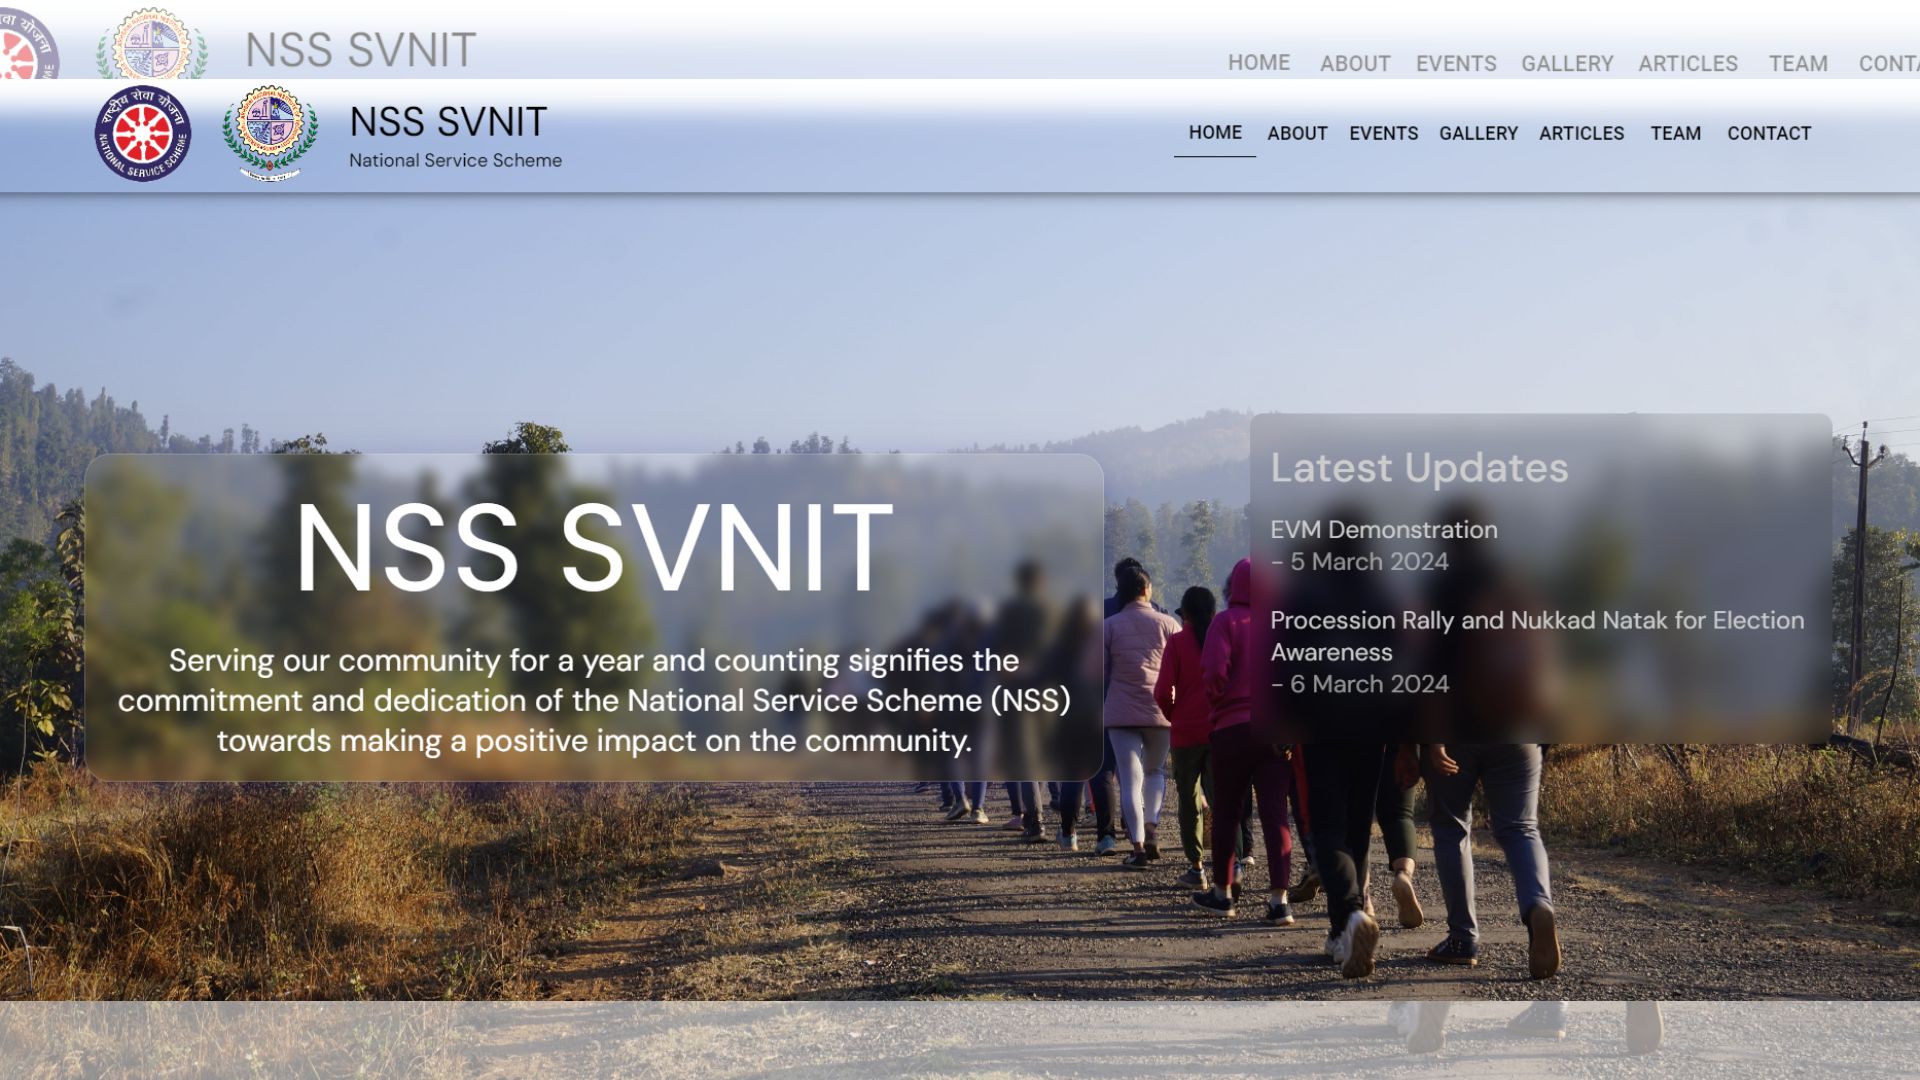 NSS SVNIT
HOME ABOUT EVENTS GALLERY ARTICLES TEAM CONTA
राष्ट्रीय सेवा योजना
NATIONAL SERVICE SCHEME
NSS SVNIT
National Service Scheme
HOME ABOUT EVENTS GALLERY ARTICLES TEAM CONTACT
NSS SVNIT
Serving our community for a year and counting signifies the
commitment and dedication of the National Service Scheme (NSS)
towards making a positive impact on the community.
Latest Updates
EVM Demonstration
- 5 March 2024
Procession Rally and Nukkad Natak for Election
Awareness
- 6 March 2024